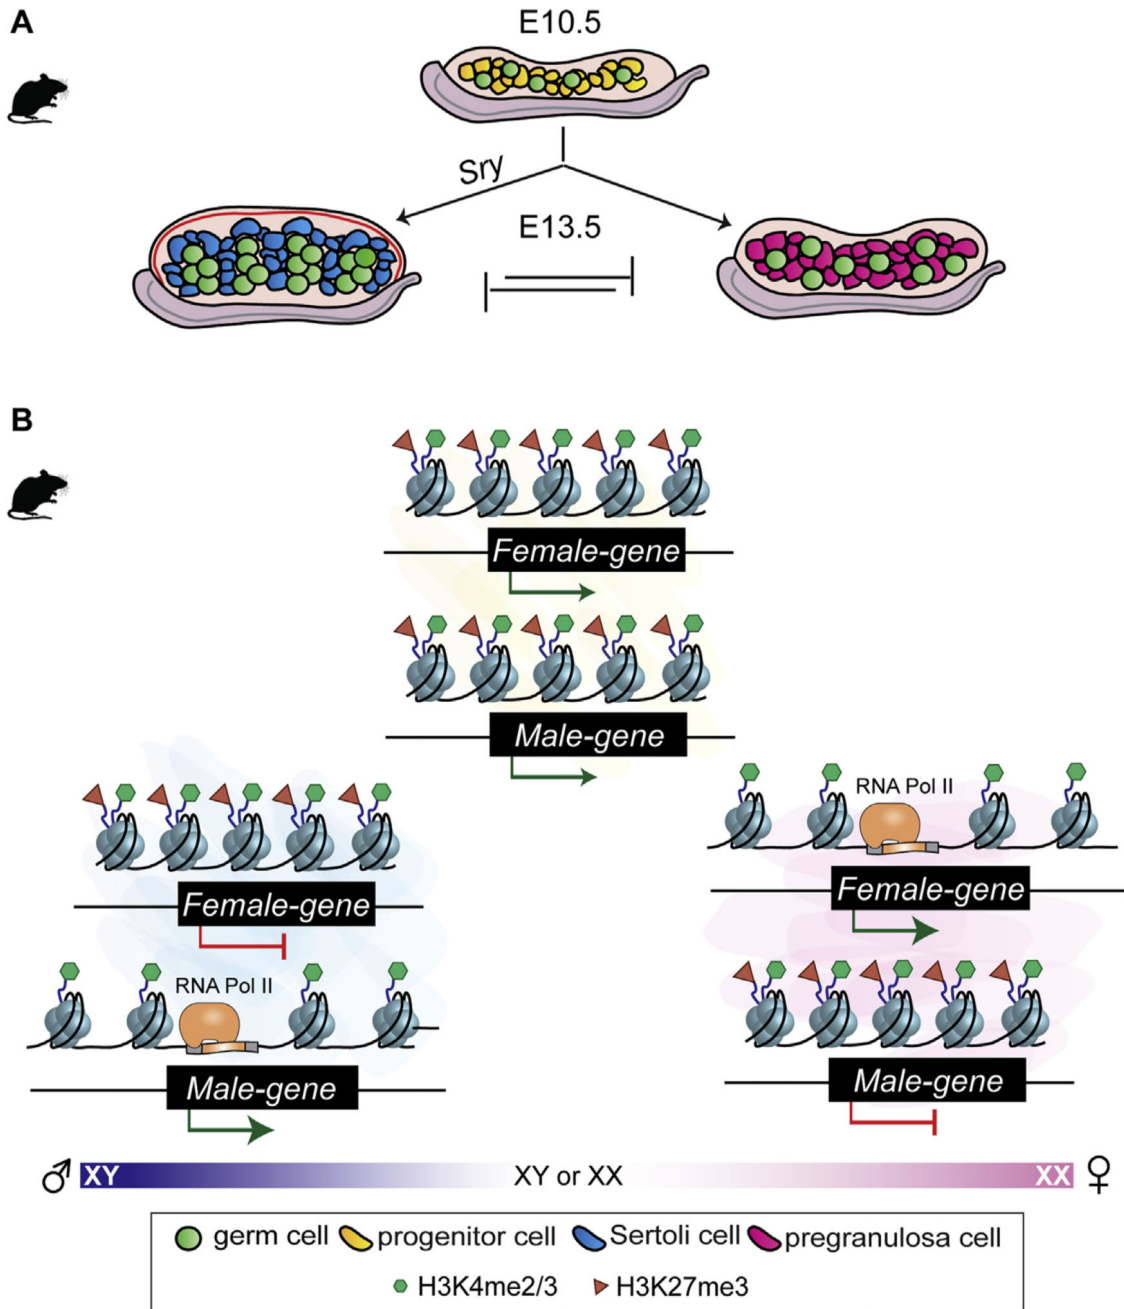 A
E10.5
Sry
E13.5
B
Female-gene
Male-gene
RNA Pol II
Female-gene
Female-gene
RNA Pol II
Male-gene
Male-gene
♂ XY XY or XX XX ♀
germ cell progenitor cell Sertoli cell pregranulosa cell
H3K4me2/3 H3K27me3